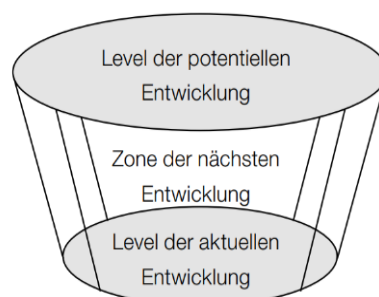 Level der potentiellen
Entwicklung
Zone der nächsten
Entwicklung
Level der aktuellen
Entwicklung